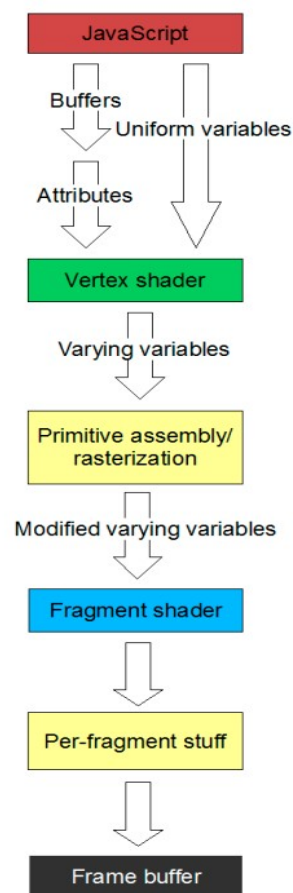 JavaScript
Buffers
Uniform variables
Attributes
Vertex shader
Varying variables
Primitive assembly/
rasterization
Modified varying variables
Fragment shader
Per-fragment stuff
Frame buffer